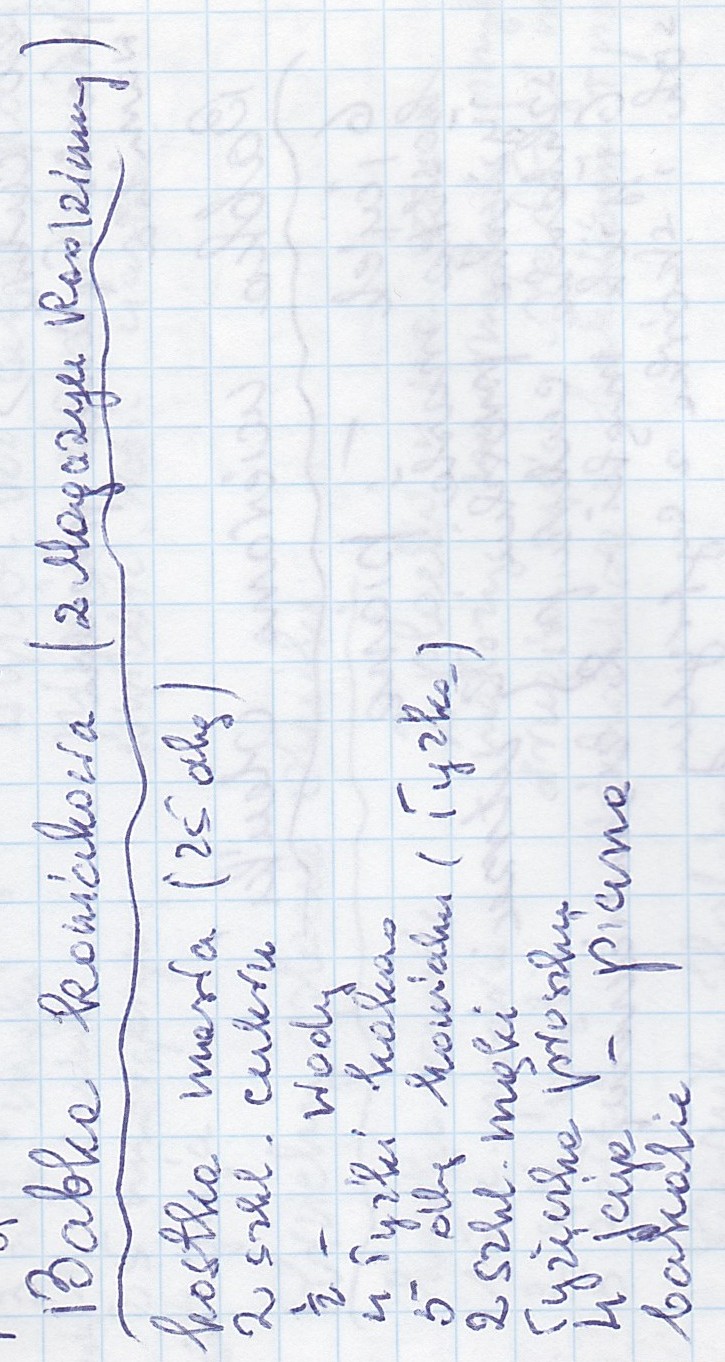 Babka koniakowa (z Magazynu Rodzinny)
kostka masła (25 dkg)
2 szkl. cukru
½ - wody
4 łyżki kakao
5 dkg koniaku (łyżka)
2 szkl. mąki
łyżeczka proszku
4 jaja - piana
bakalie